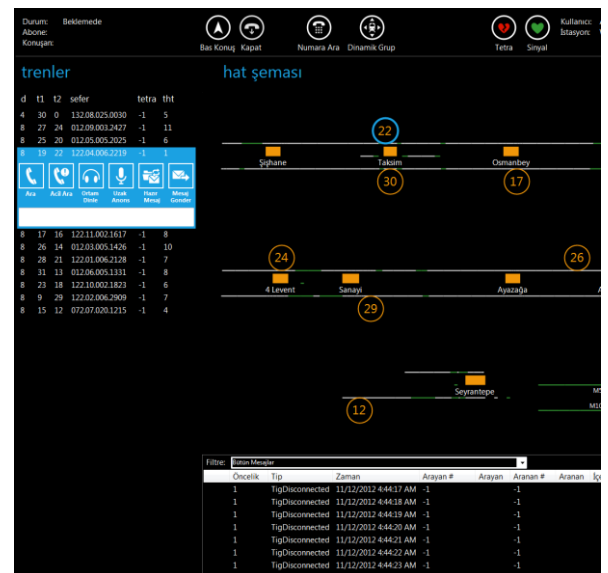 Durum: Beklemede
Abone:
Konuşan:
Bas Konuş Kapat Numara Ara Dinamik Grup Tetra Sinyal
Kullanıcı:
İstasyon:
trenler
hat şeması
d t1 t2 sefer tetra tht
4 30 0 132.08.025.0030 -1 5
8 27 24 012.09.003.2427 -1 11
8 25 20 012.05.005.2025 -1 6
8 19 22 122.04.006.2219 -1 1
Ara Acil Ara Ortam Dinle Uzak Anons Hazır Mesaj Mesaj Gonder
8 17 16 122.11.002.1617 -1 8
8 26 14 012.03.005.1426 -1 10
8 28 21 122.01.006.2128 -1 7
8 31 13 012.06.005.1331 -1 8
8 23 18 122.10.002.1823 -1 6
8 9 29 122.02.006.2909 -1 7
8 15 12 072.07.020.1215 -1 4
22
Şişhane Taksim Osmanbey
30 17
24 26
4 Levent Sanayi Ayazağa
29
Seyrantepe
12
Filtre: Bütün Mesajlar
Öncelik Tip Zaman Arayan # Arayan Aranan # Aranan
1 TigDisconnected 11/12/2012 4:44:17 AM -1 -1
1 TigDisconnected 11/12/2012 4:44:18 AM -1 -1
1 TigDisconnected 11/12/2012 4:44:19 AM -1 -1
1 TigDisconnected 11/12/2012 4:44:20 AM -1 -1
1 TigDisconnected 11/12/2012 4:44:21 AM -1 -1
1 TigDisconnected 11/12/2012 4:44:22 AM -1 -1
1 TigDisconnected 11/12/2012 4:44:23 AM -1 -1